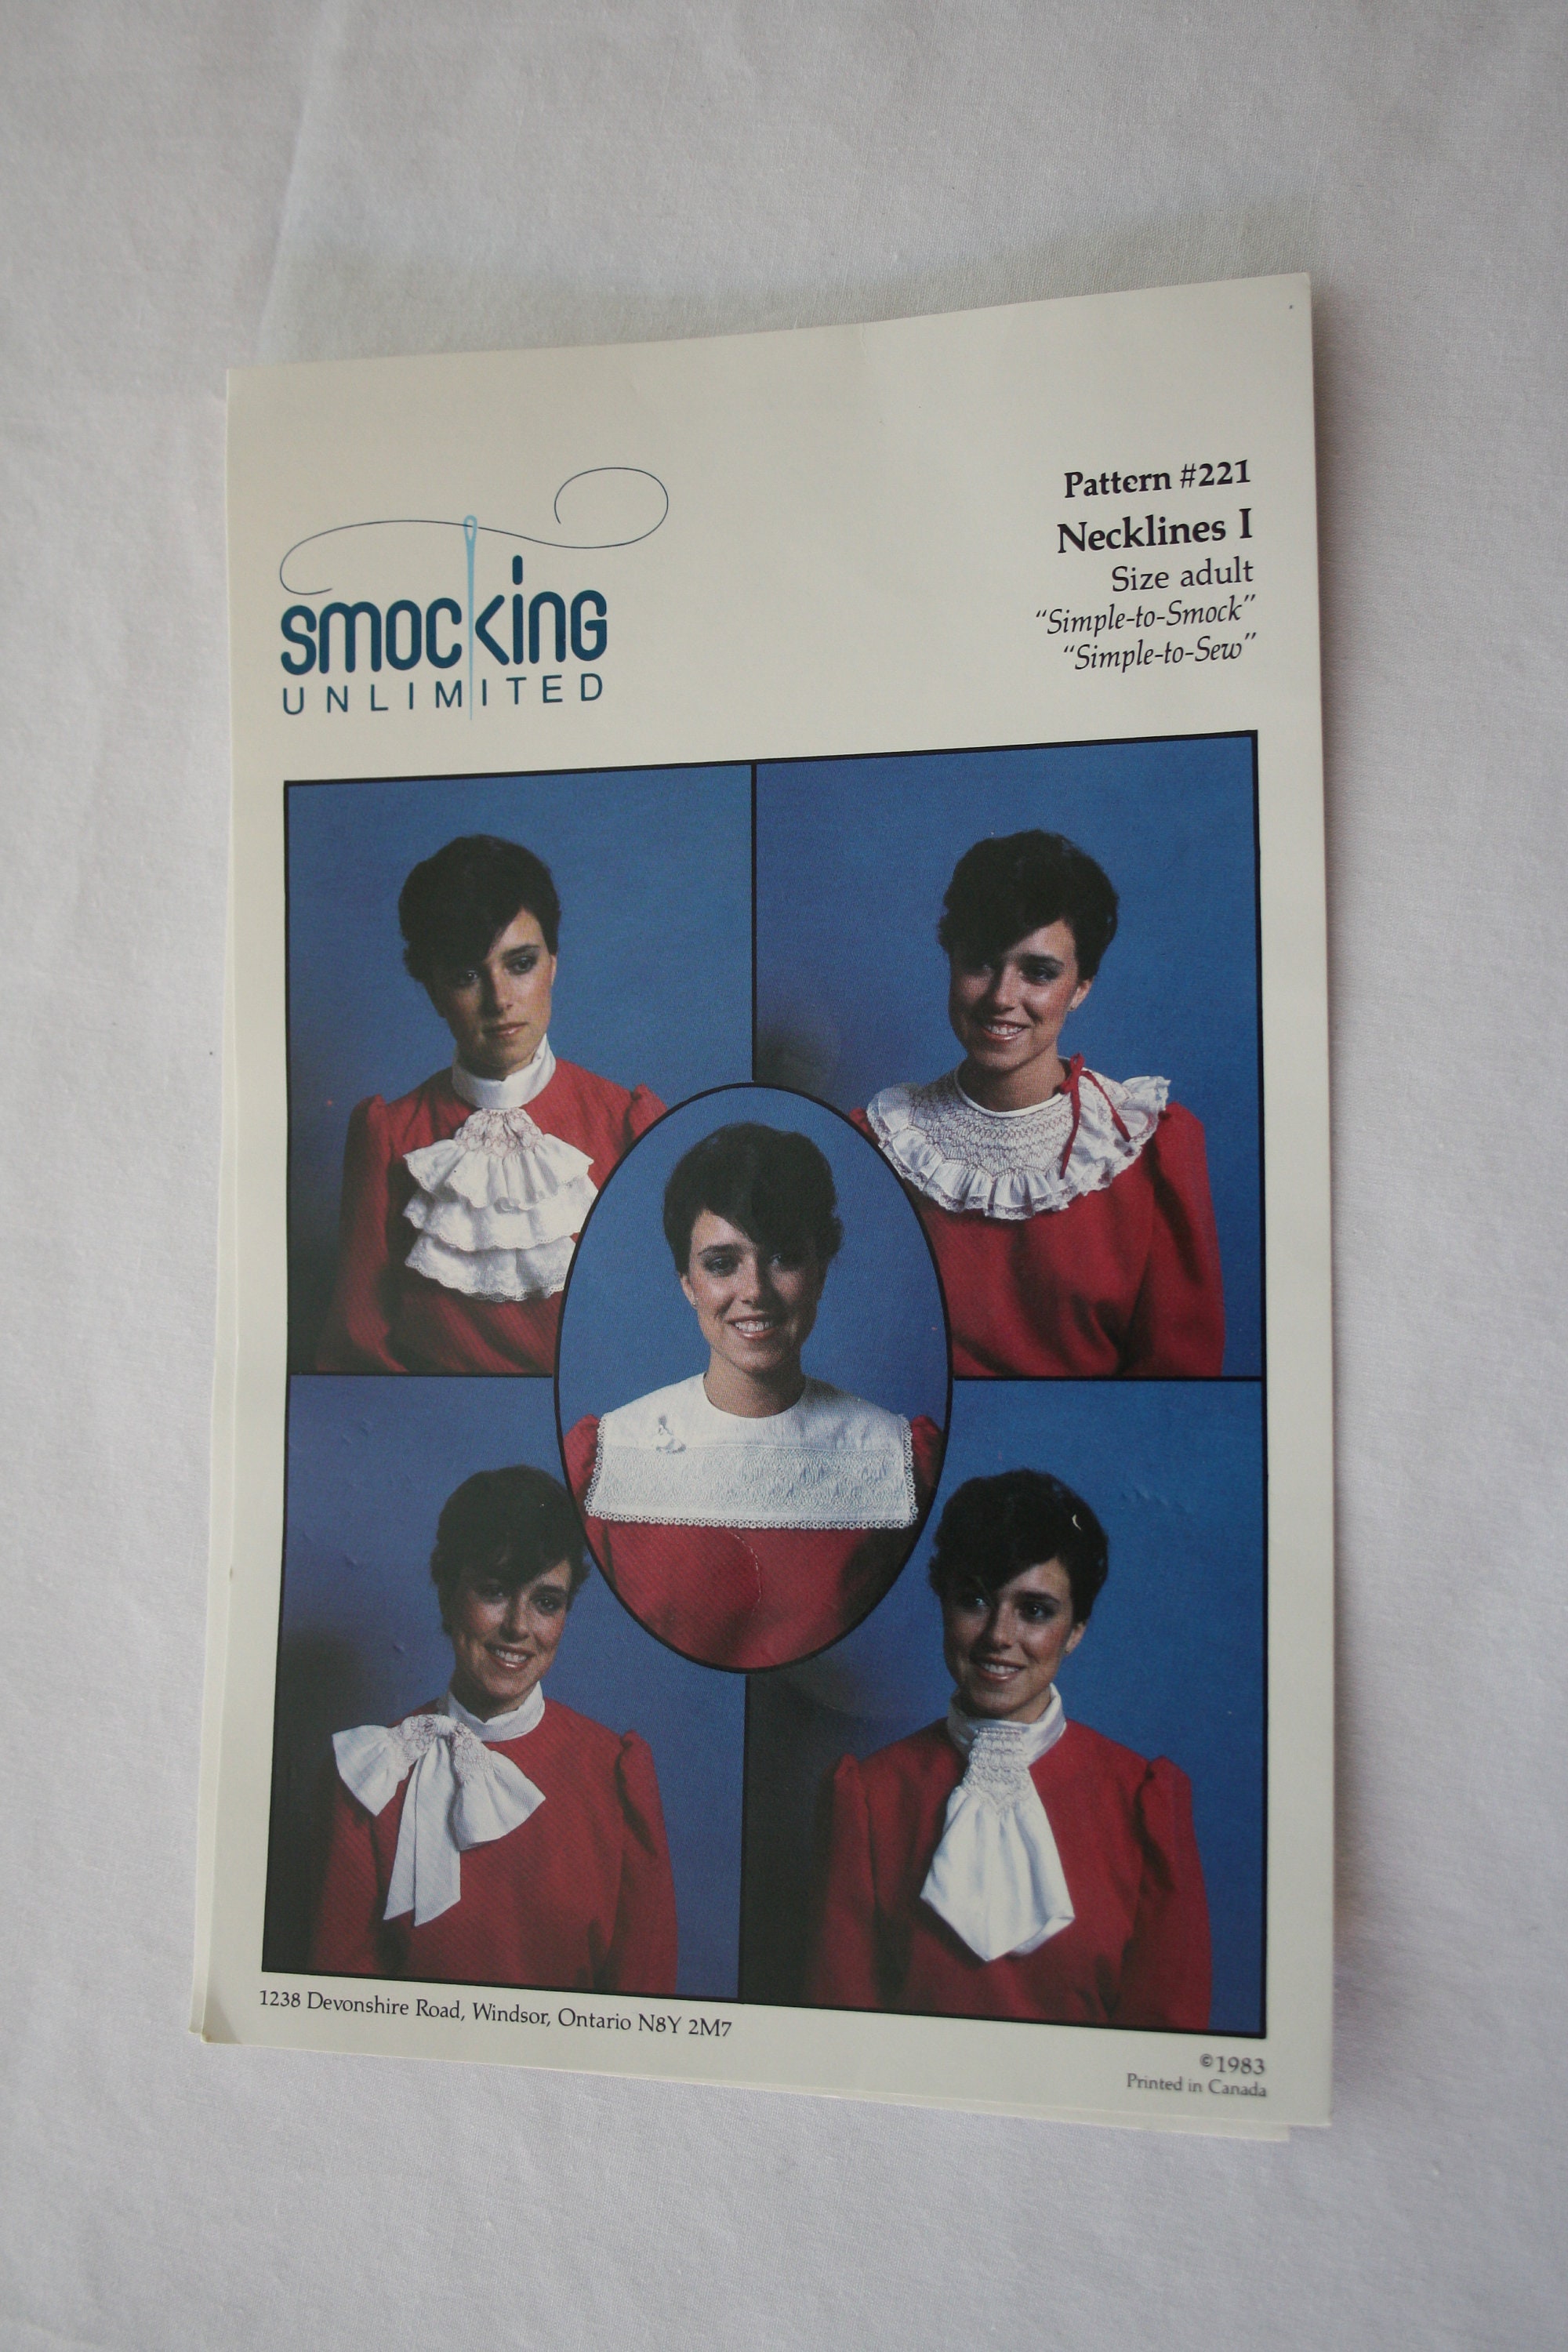 smocking
UNLIMITED
Pattern #221
Necklines I
Size adult
“Simple-to-Smock”
“Simple-to-Sew”
1238 Devonshire Road, Windsor, Ontario N8Y 2M7
©1983
Printed in Canada